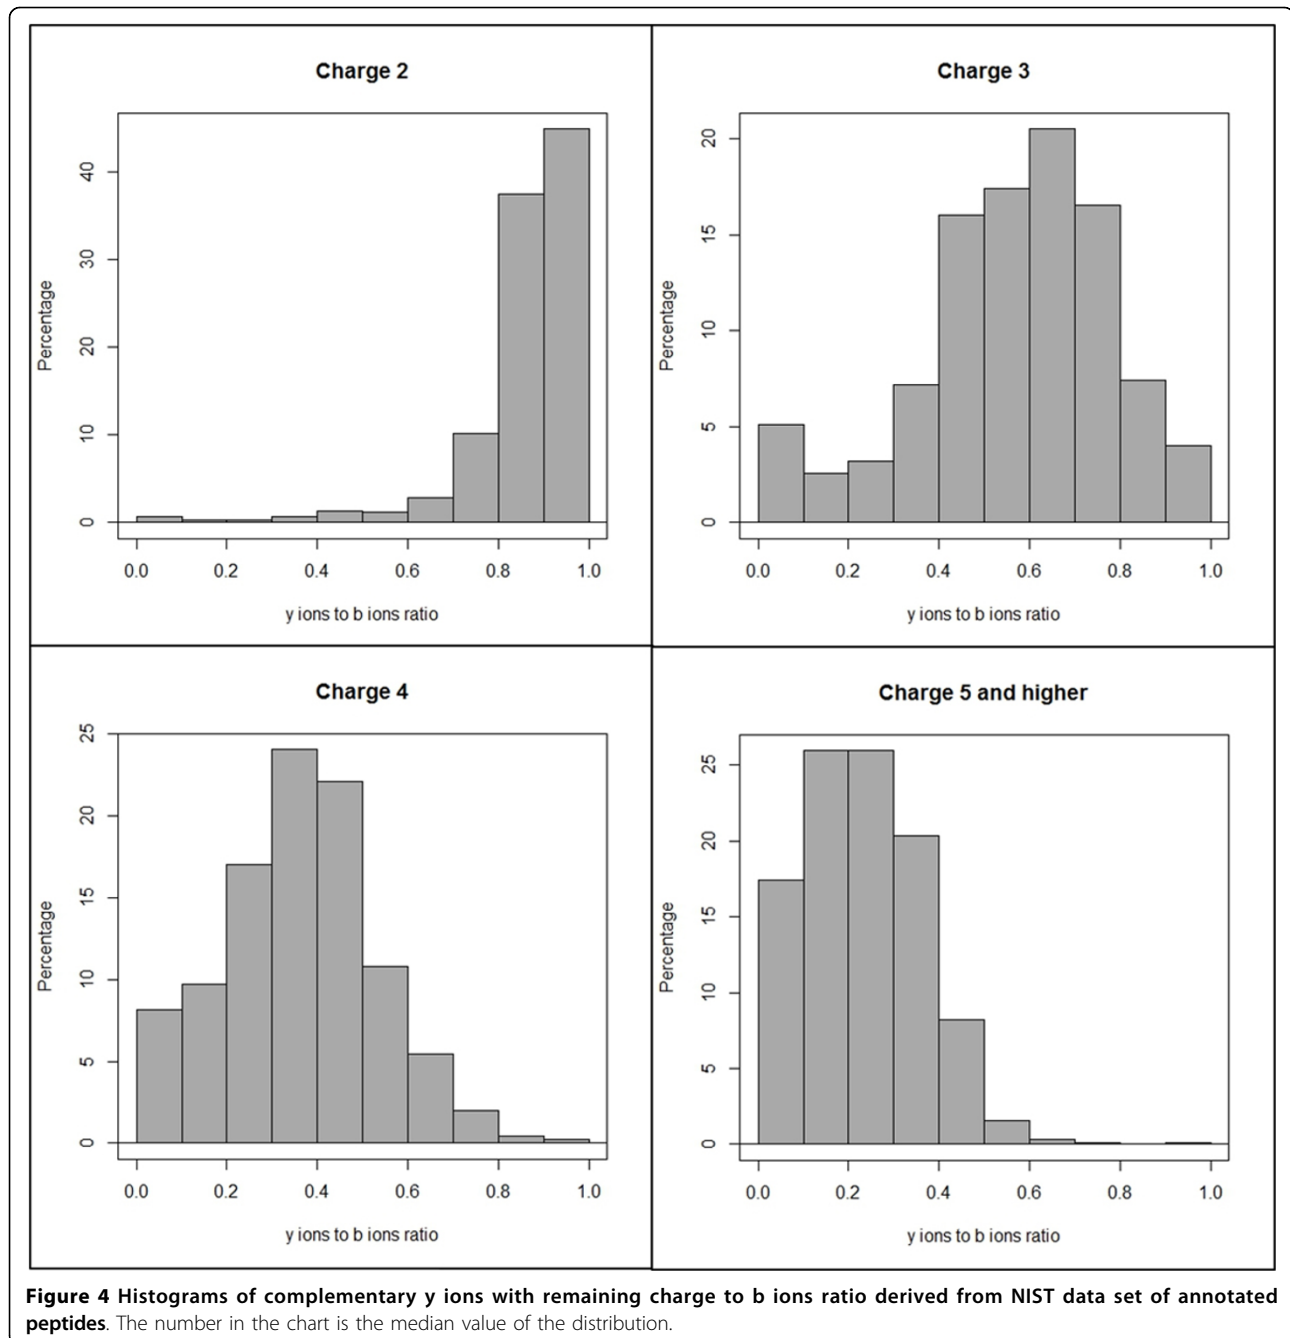 Charge 2
Percentage
0 10 20 30 40
0.0 0.2 0.4 0.6 0.8 1.0
y ions to b ions ratio
Charge 3
Percentage
0 5 10 15 20
0.0 0.2 0.4 0.6 0.8 1.0
y ions to b ions ratio
Charge 4
Percentage
0 5 10 15 20 25
0.0 0.2 0.4 0.6 0.8 1.0
y ions to b ions ratio
Charge 5 and higher
Percentage
0 5 10 15 20 25
0.0 0.2 0.4 0.6 0.8 1.0
y ions to b ions ratio
Figure 4 Histograms of complementary y ions with remaining charge to b ions ratio derived from NIST data set of annotated
peptides. The number in the chart is the median value of the distribution.